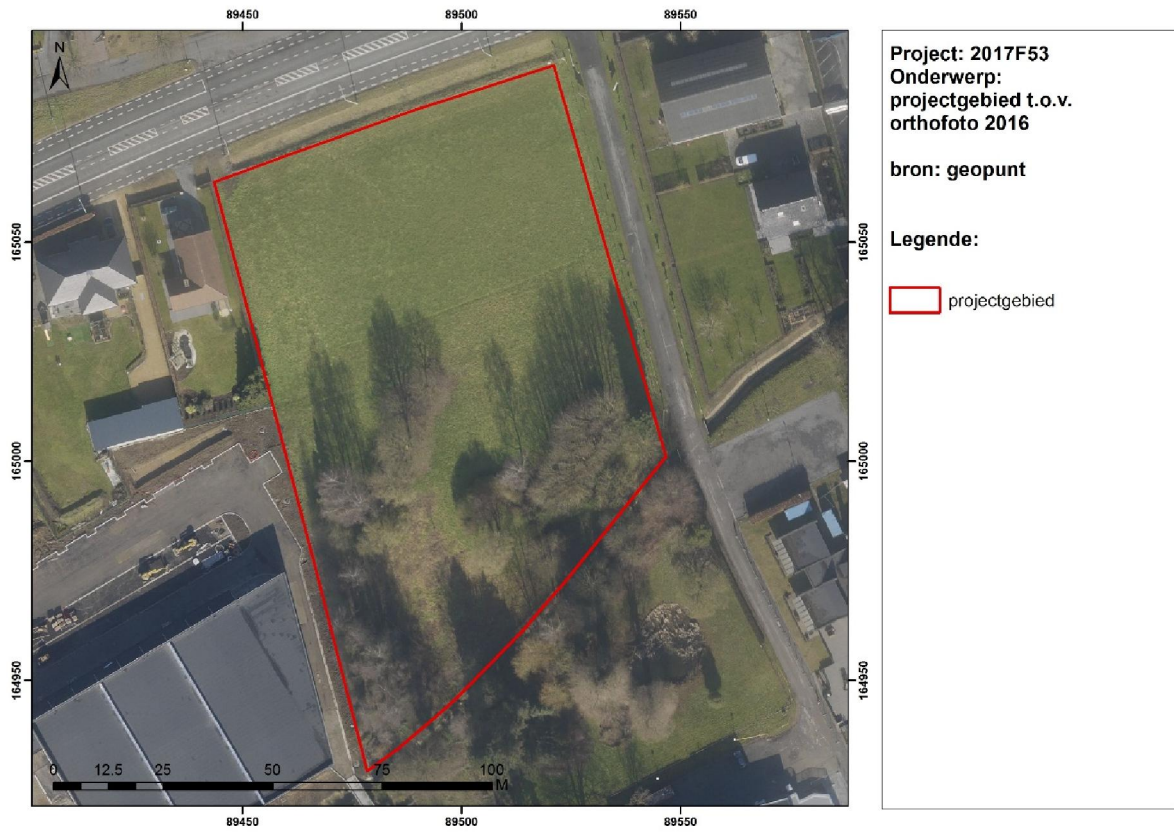 89450 89500 89550
N
165050 165050
165000 165000
164950 164950
0 12.5 25 50 75 100
M
89450 89500 89550
Project: 2017F53
Onderwerp:
projectgebied t.o.v.
orthofoto 2016
bron: geopunt
Legende:
projectgebied